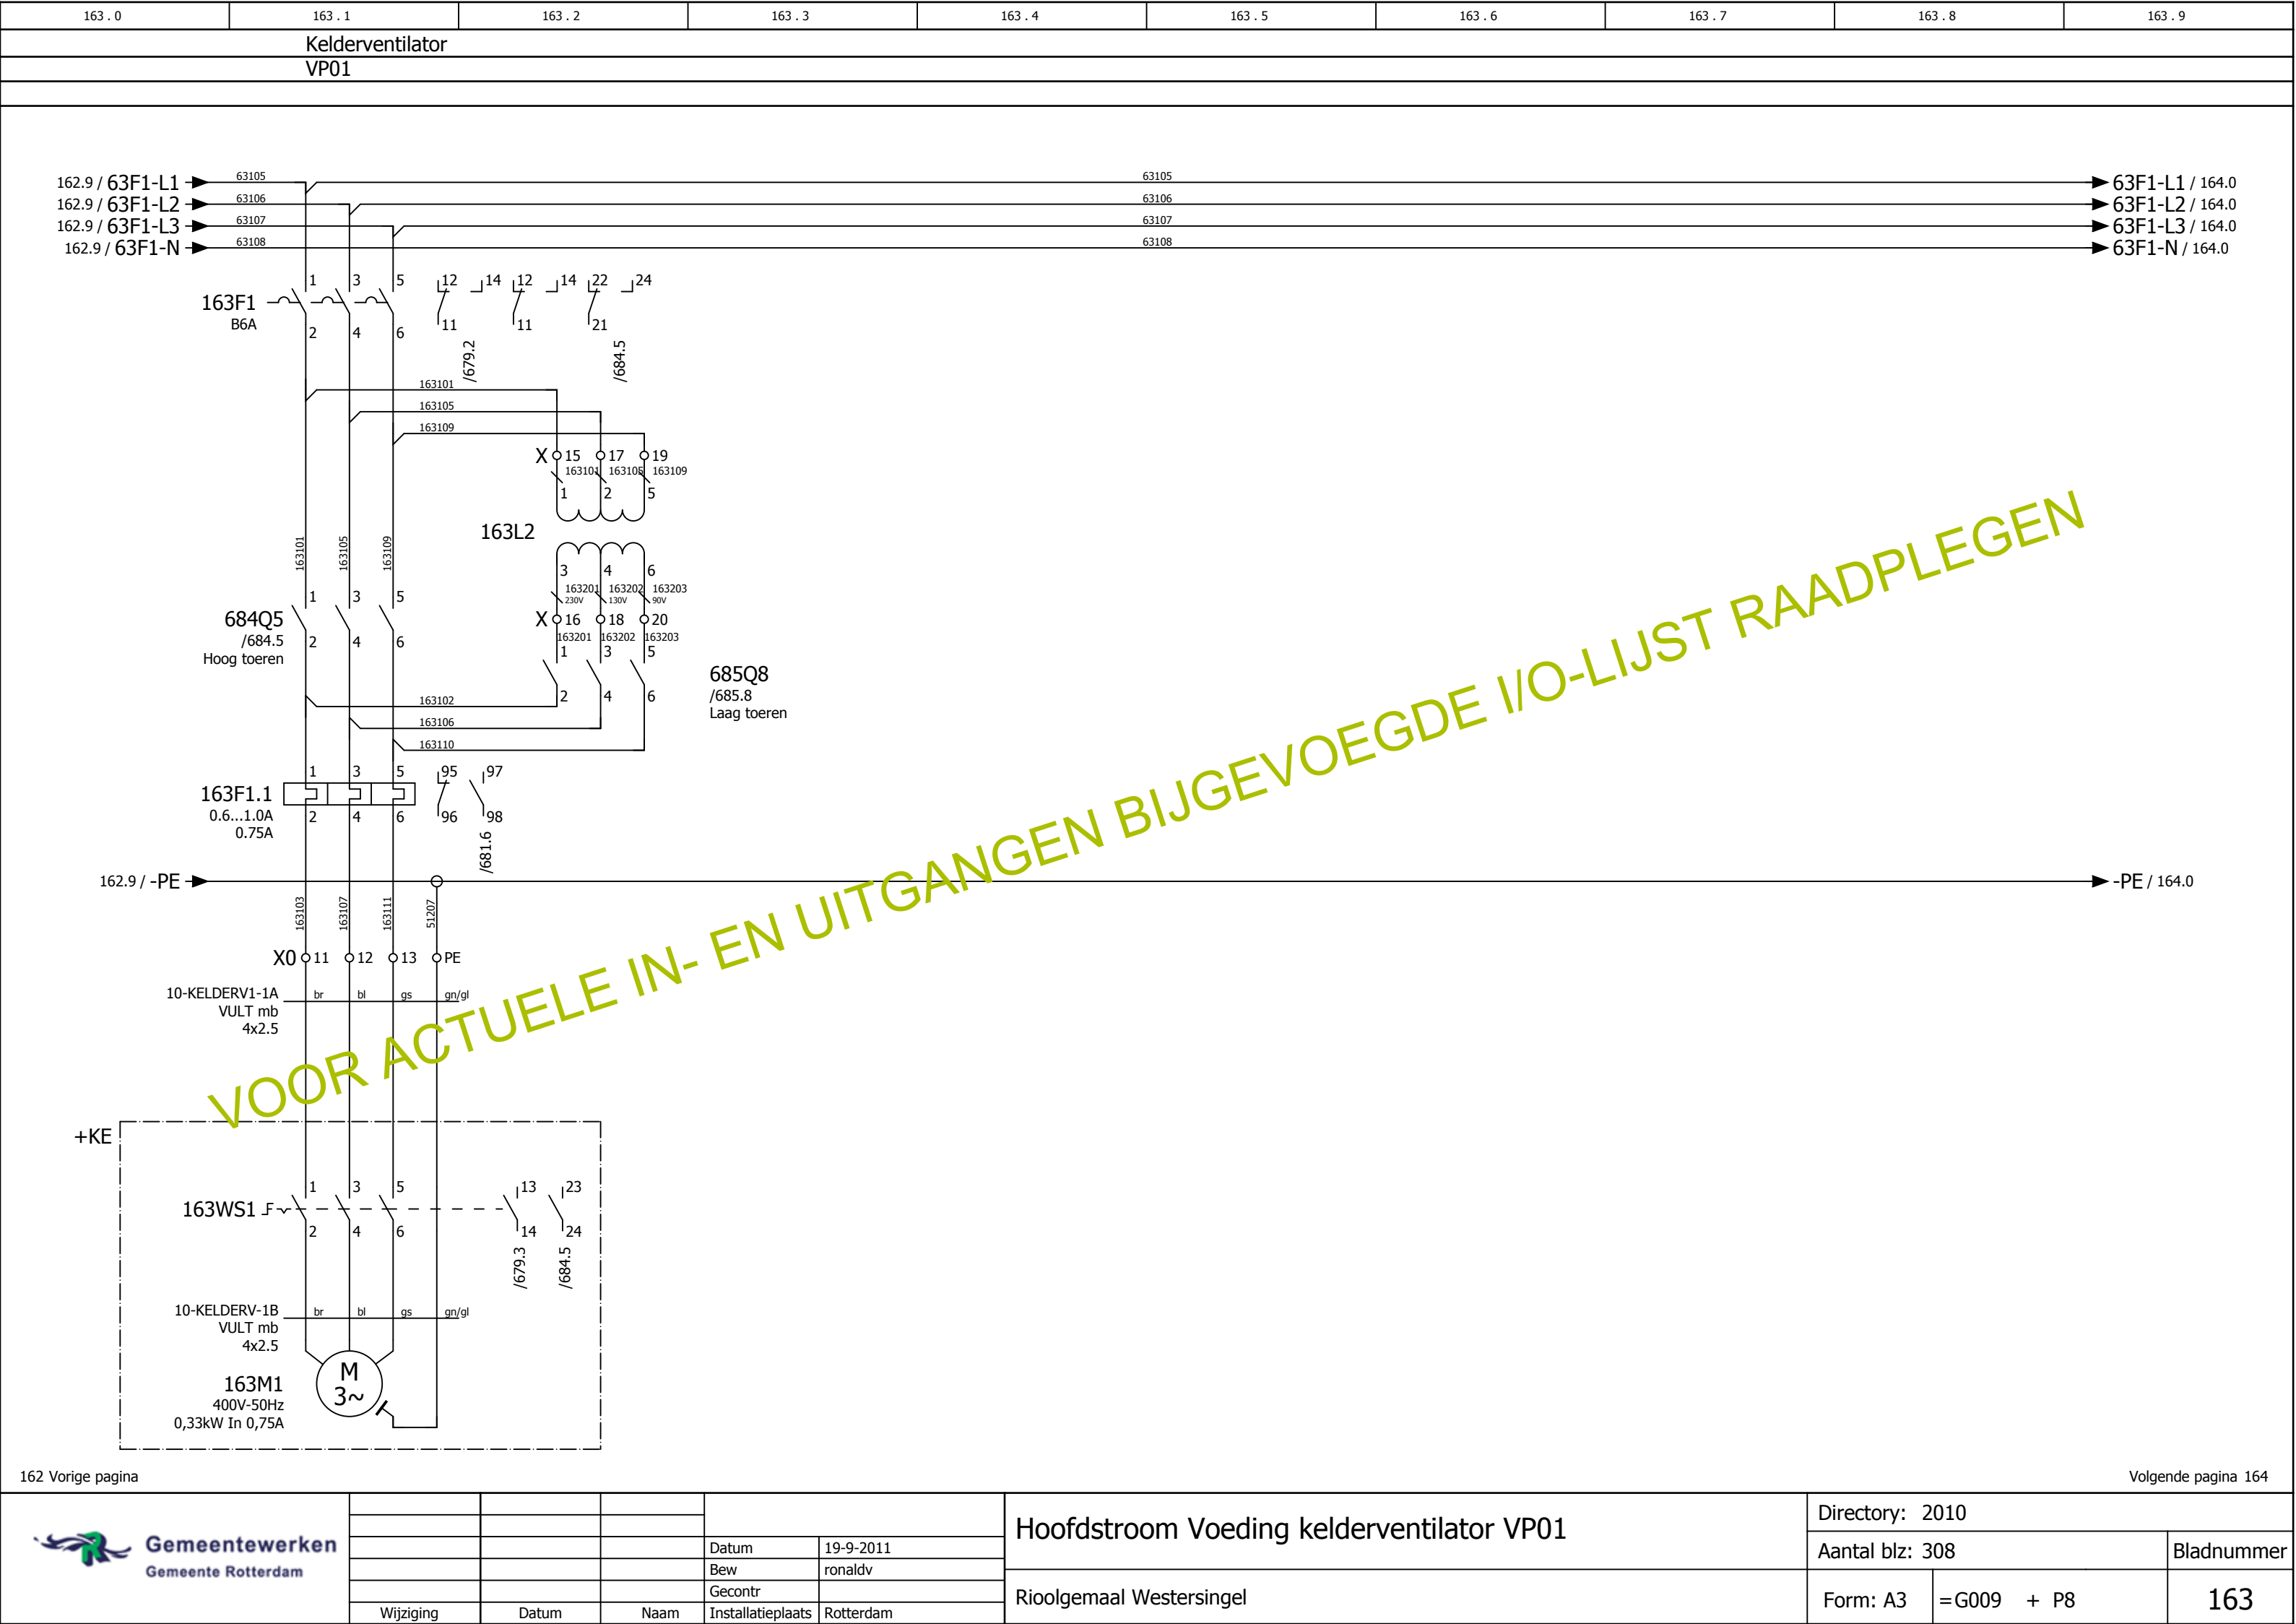 163 . 0 163 . 1 163 . 2 163 . 3 163 . 4 163 . 5 163 . 6 163 . 7 163 . 8 163 . 9
Kelderventilator
VP01
162.9 / 63F1-L1 63105 63105 63F1-L1 / 164.0
162.9 / 63F1-L2 63106 63106 63F1-L2 / 164.0
162.9 / 63F1-L3 63107 63107 63F1-L3 / 164.0
162.9 / 63F1-N 63108 63108 63F1-N / 164.0
1 3 5 12 14 12 14 22 24
163F1
B6A
2 4 6 11 11 21
/679.2 /684.5
163101
163105
163109
X 15 17 19
163101 163105 163109
1 2 5
163L2
163101 163105 163109
3 4 6
163201 163202 163203
230V 130V 90V
X 16 18 20
163201 163202 163203
1 3 5 1 3 5
684Q5
/684.5
Hoog toeren
2 4 6 2 4 6
685Q8
/685.8
Laag toeren
163102
163106
163110
1 3 5 95 97
163F1.1
0.6...1.0A
0.75A
2 4 6 96 98
/681.6
162.9 / -PE -PE / 164.0
163103 163107 163111 51207
X0 11 12 13 PE
10-KELDERV1-1A br bl gs gn/gl
VULT mb
4x2.5
VOOR ACTUELE IN- EN UITGANGEN BIJGEVOEGDE I/O-LIJST RAADPLEGEN
+KE
1 3 5 13 23
163WS1
2 4 6 14 24
/679.3 /684.5
10-KELDERV-1B br bl gs gn/gl
VULT mb
4x2.5
M
3~
163M1
400V-50Hz
0,33kW In 0,75A
162 Vorige pagina Volgende pagina 164
Gemeentewerken
Gemeente Rotterdam
Wijziging Datum Naam
Datum 19-9-2011
Bew ronaldv
Gecontr
Installatieplaats Rotterdam
Hoofdstroom Voeding kelderventilator VP01
Rioolgemaal Westersingel
Directory: 2010
Aantal blz: 308 Bladnummer
Form: A3 =G009 + P8 163